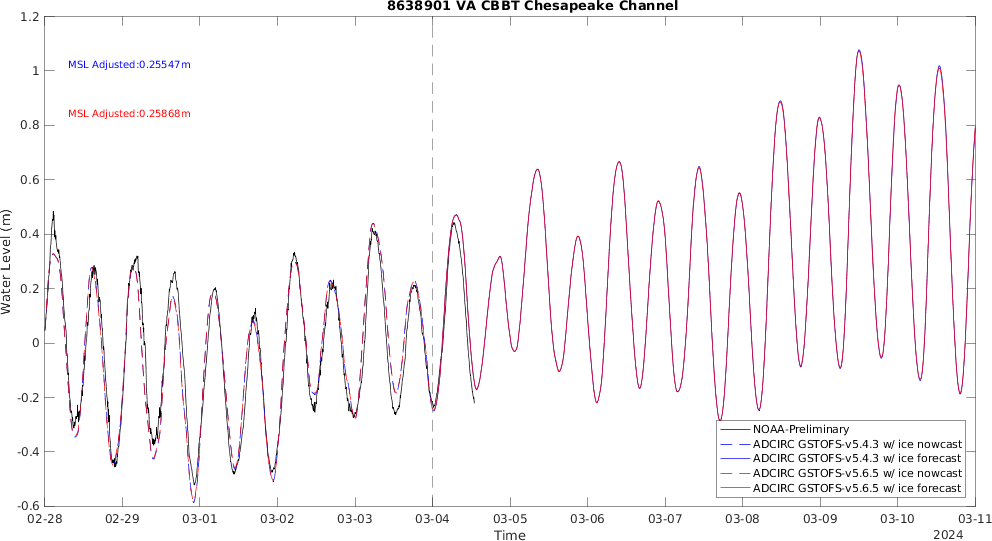 8638901 VA CBBT Chesapeake Channel
1.2
1
0.8
0.6
0.4
0.2
0
-0.2
-0.4
-0.6
Water Level (m)
MSL Adjusted:0.25547m
MSL Adjusted:0.25868m
NOAA-Preliminary
ADCIRC GSTOFS-v5.4.3 w/ ice nowcast
ADCIRC GSTOFS-v5.4.3 w/ ice forecast
ADCIRC GSTOFS-v5.6.5 w/ ice nowcast
ADCIRC GSTOFS-v5.6.5 w/ ice forecast
02-28 02-29 03-01 03-02 03-03 03-04 03-05 03-06 03-07 03-08 03-09 03-10 03-11
Time
2024